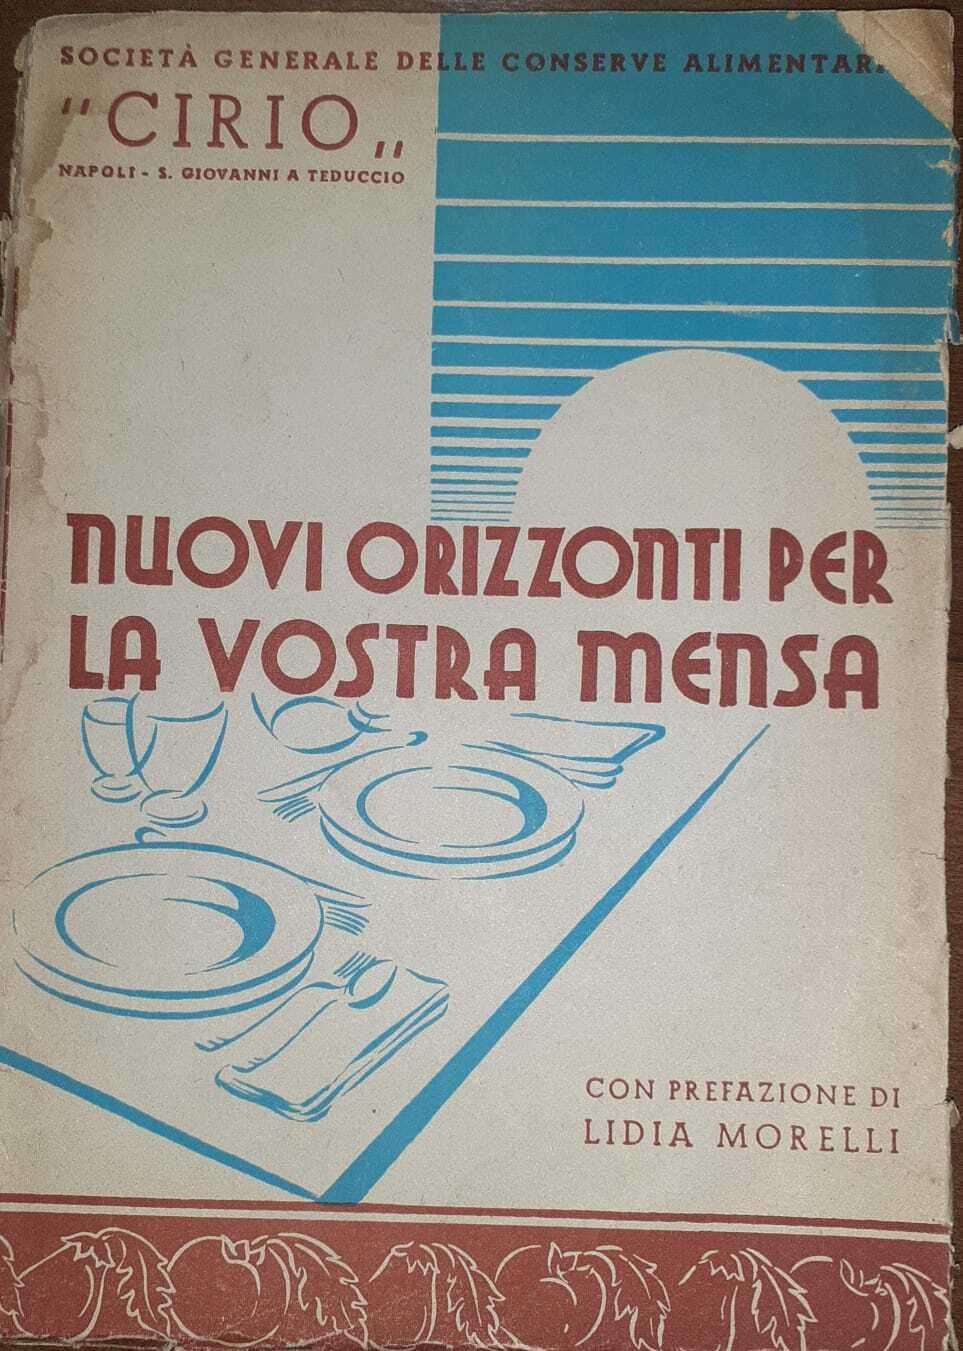 SOCIETÀ GENERALE DELLE CONSERVE ALIMENTARI
"CIRIO„
NAPOLI - S. GIOVANNI A TEDUCCIO
NUOVI ORIZZONTI PER
LA VOSTRA MENSA
CON PREFAZIONE DI
LIDIA MORELLI